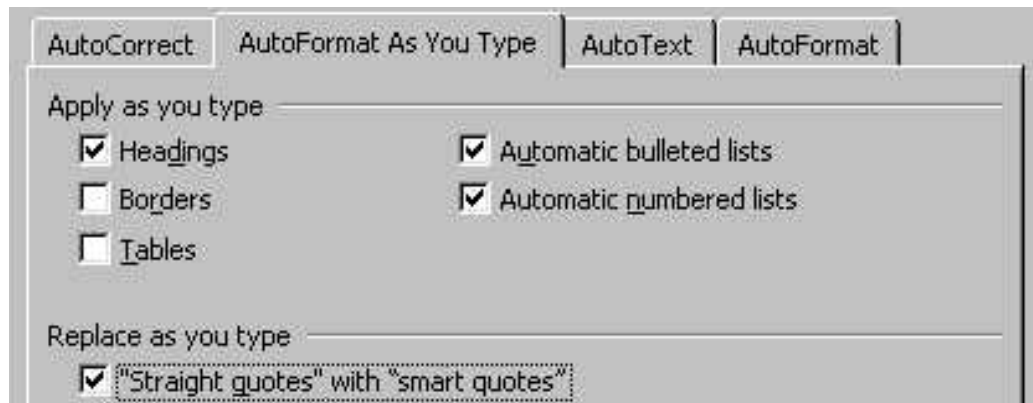 AutoCorrect AutoFormat As You Type AutoText AutoFormat
Apply as you type
Headings Automatic bulleted lists
Borders Automatic numbered lists
Tables
Replace as you type
"Straight quotes" with “smart quotes”